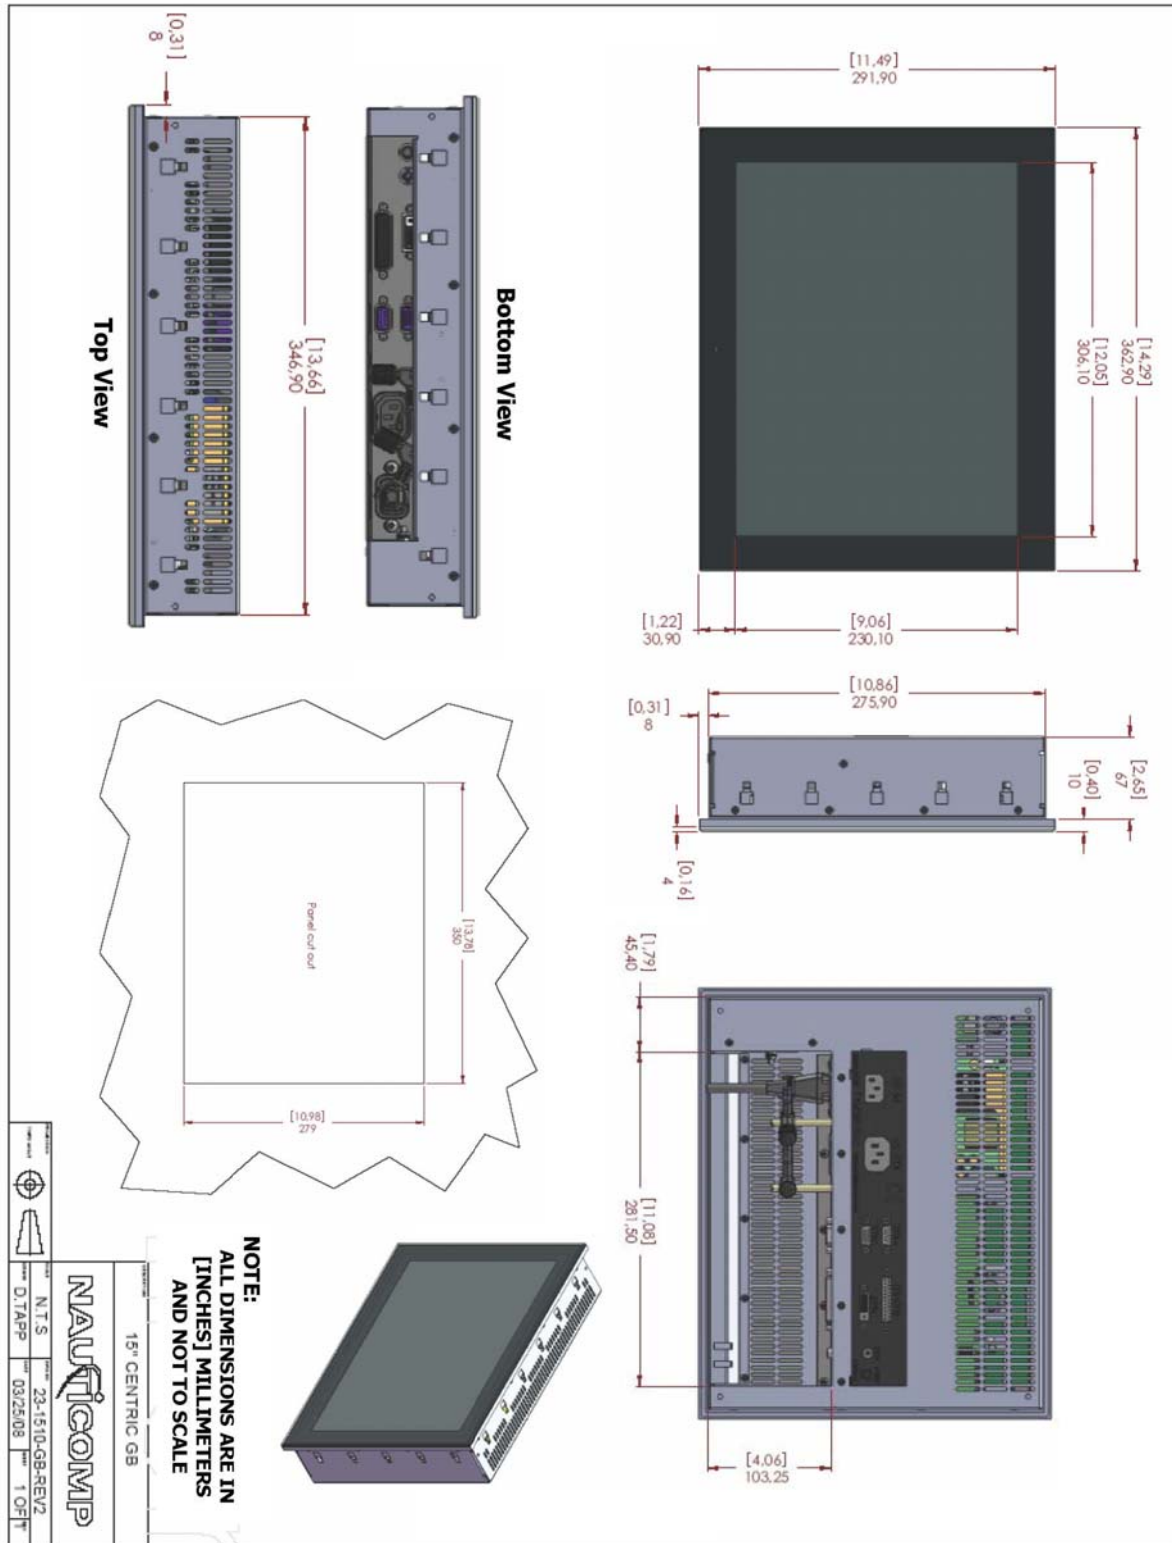 [0,31]
8
[11,49]
291,90
[14,29]
362,90
[12,05]
306,10
[13,66]
346,90
Top View
Bottom View
[1,22]
30,90
[9,06]
230,10
[10,86]
275,90
[0,31]
8
[2,65]
67
[0,40]
10
[0,16]
4
Panel cut out
[13,78]
350
[10,98]
279
[1,79]
45,40
[11,08]
281,50
[4,06]
103,25
NOTE:
ALL DIMENSIONS ARE IN
[INCHES] MILLIMETERS
AND NOT TO SCALE
15" CENTRIC GB
NAUTICOMP
N.T.S
23-1510-GB-REV2
D.TAPP
03/25/08
1 OF 1